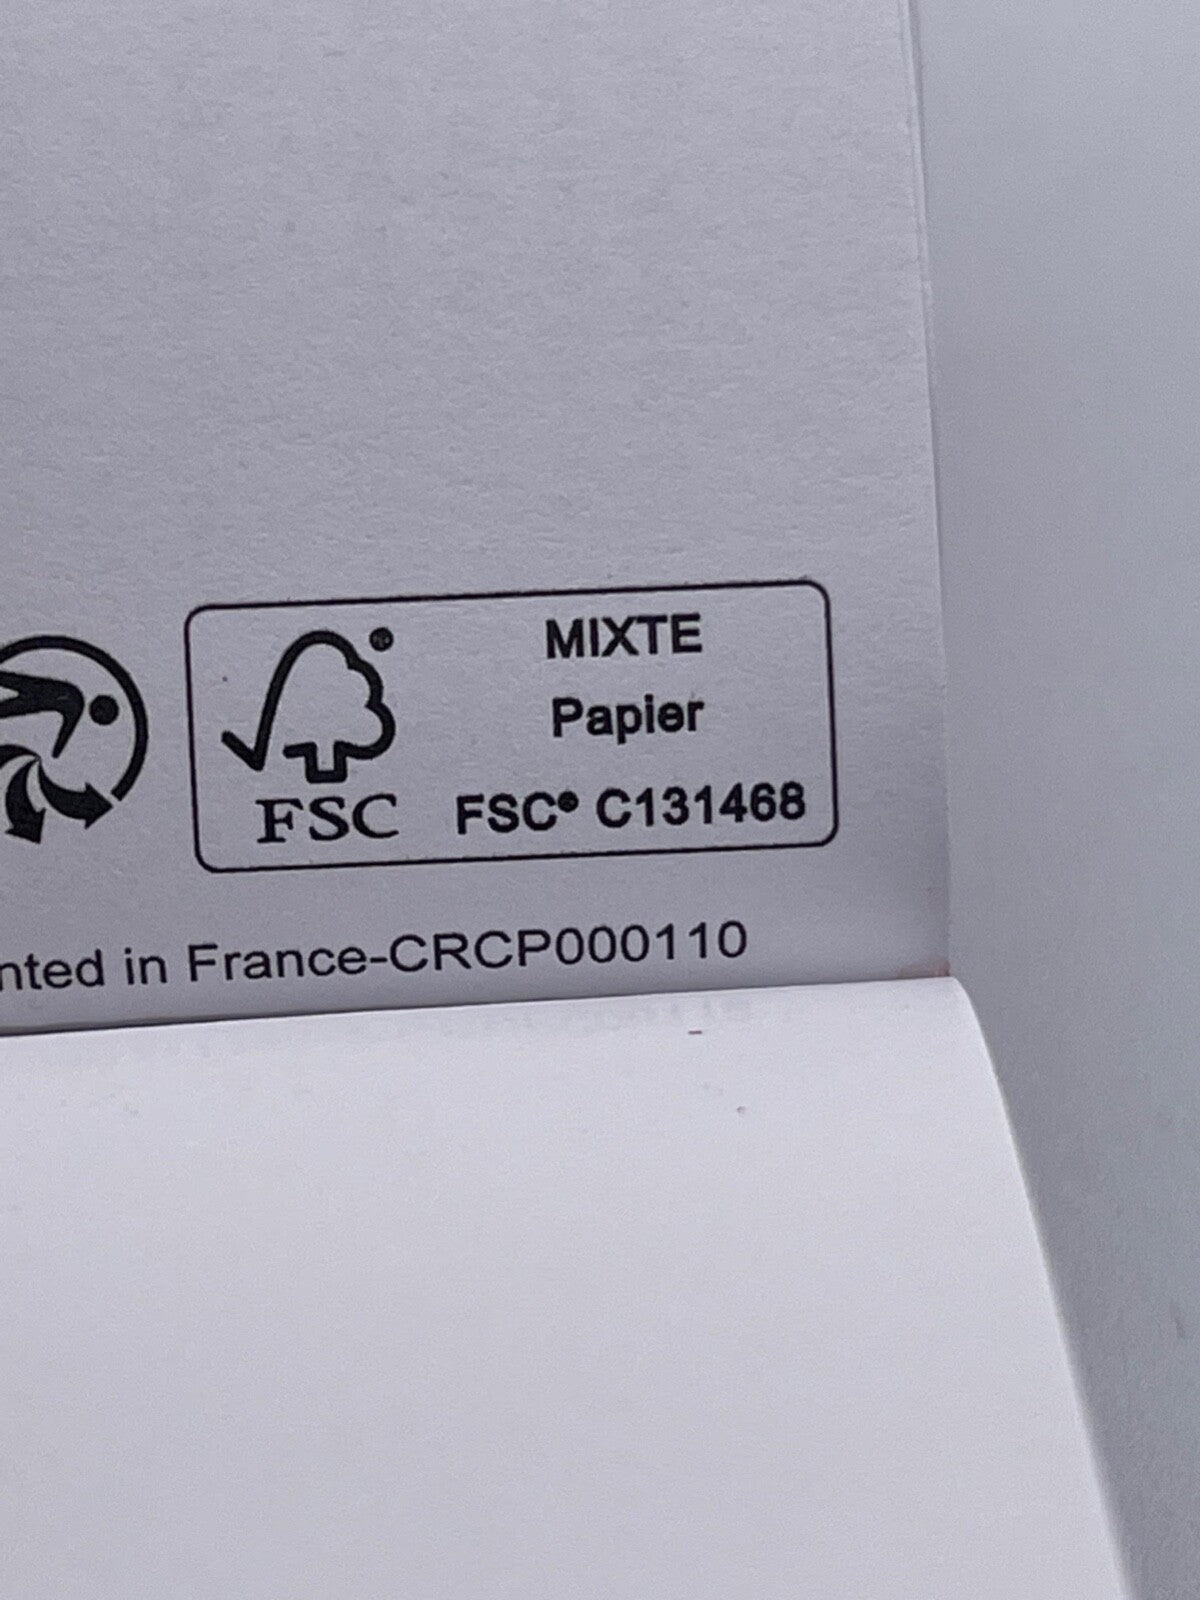 MIXTE
Papier
FSC
FSC® C131468
nted in France-CRCP000110